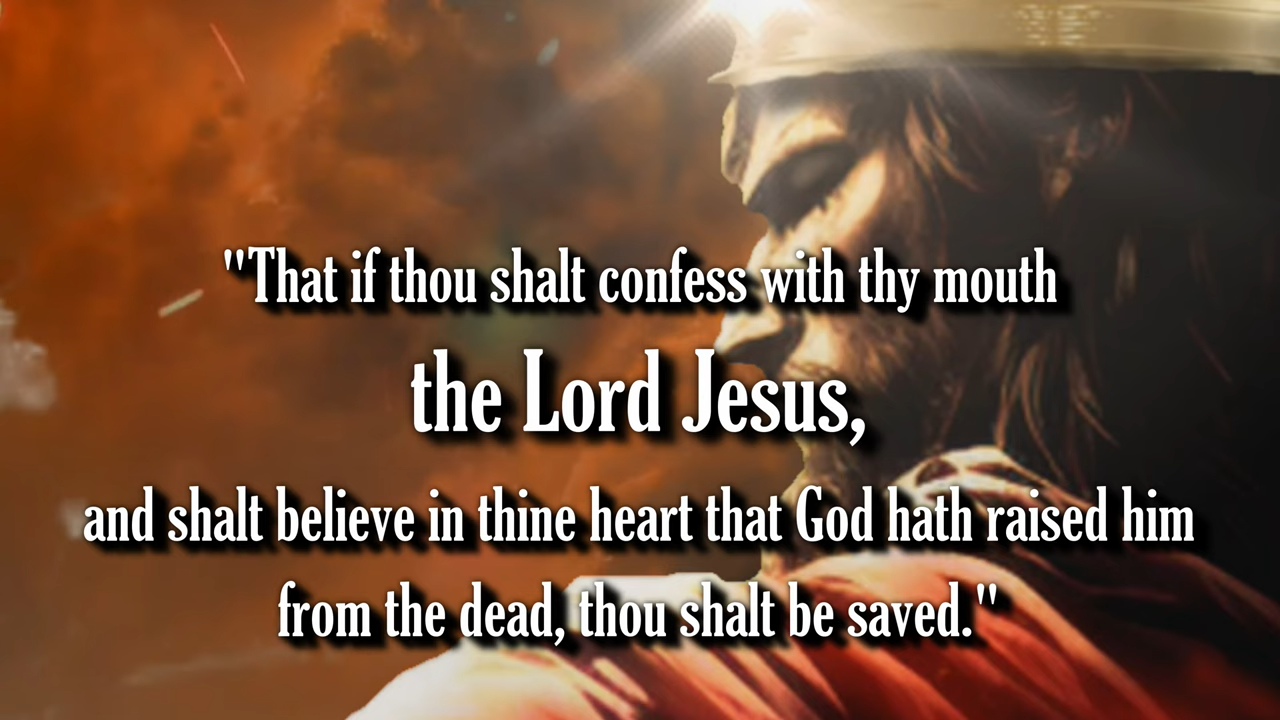 "That if thou shalt confess with thy mouth
the Lord Jesus,
and shalt believe in thine heart that God hath raised him
from the dead, thou shalt be saved."